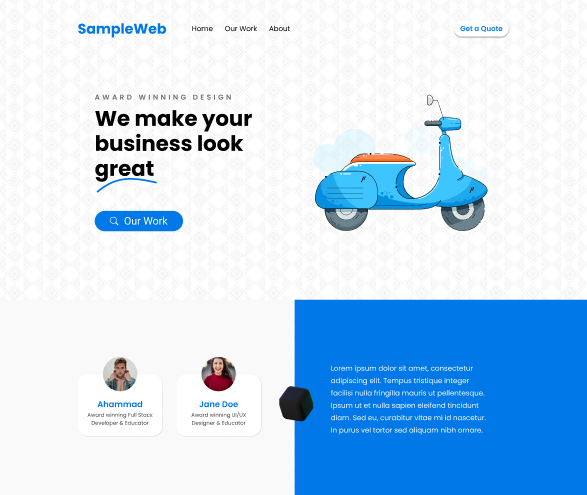 SampleWeb
Home Our Work About
Get a Quote
AWARD WINNING DESIGN
We make your
business look
great
Our Work
Ahammad
Award winning Full Stack
Developer & Educator
Jane Doe
Award winning UI/UX
Designer & Educator
Lorem ipsum dolor sit amet, consectetur
adipiscing elit. Tempus tristique integer
facilisi nulla fringilla mauris ut pellentesque.
Ipsum ut et nulla sapien eleifend tincidunt
diam. Sed eu, curabitur vitae mi id nascetur.
In purus vel tortor sed aliquam nibh ornare.